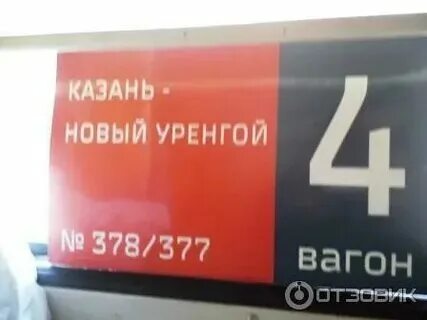 КАЗАНЬ -
НОВЫЙ УРЕНГОЙ
№ 378/377
4
вагон
ОТЗОВИК